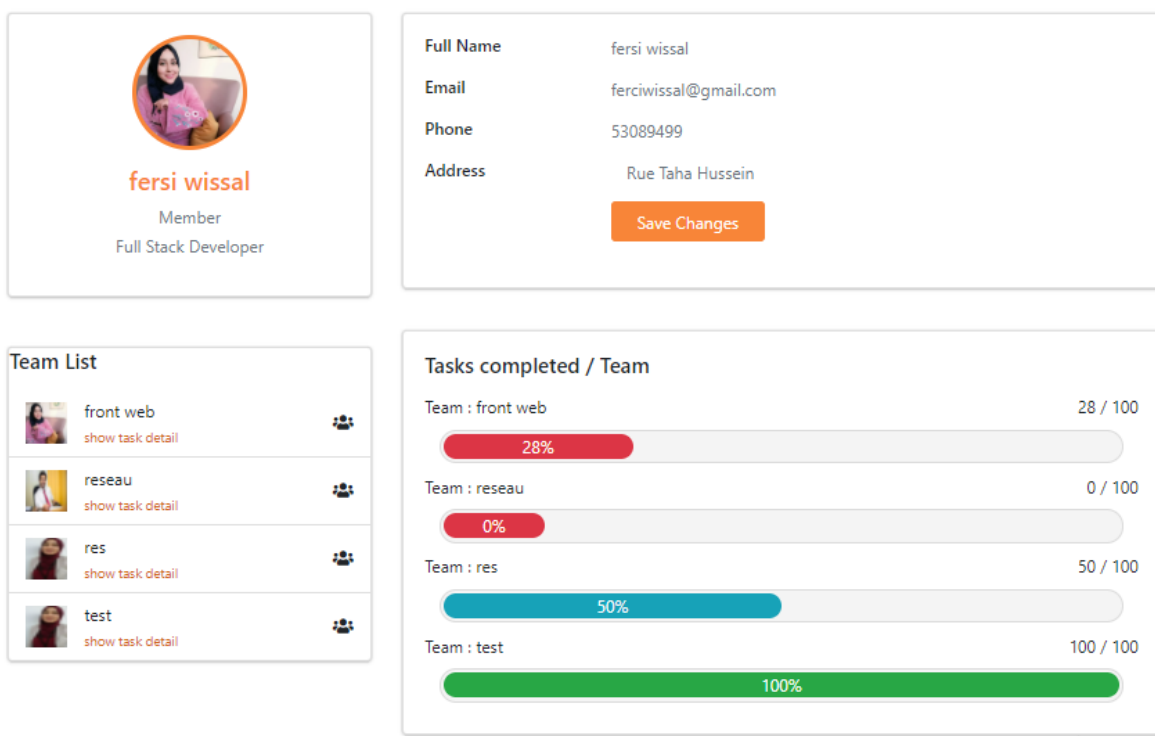 fersi wissal
Member
Full Stack Developer
Full Name fersi wissal
Email ferciwissal@gmail.com
Phone 53089499
Address Rue Taha Hussein
Save Changes
Team List
front web
show task detail
reseau
show task detail
res
show task detail
test
show task detail
Tasks completed / Team
Team : front web 28 / 100
28%
Team : reseau 0 / 100
0%
Team : res 50 / 100
50%
Team : test 100 / 100
100%